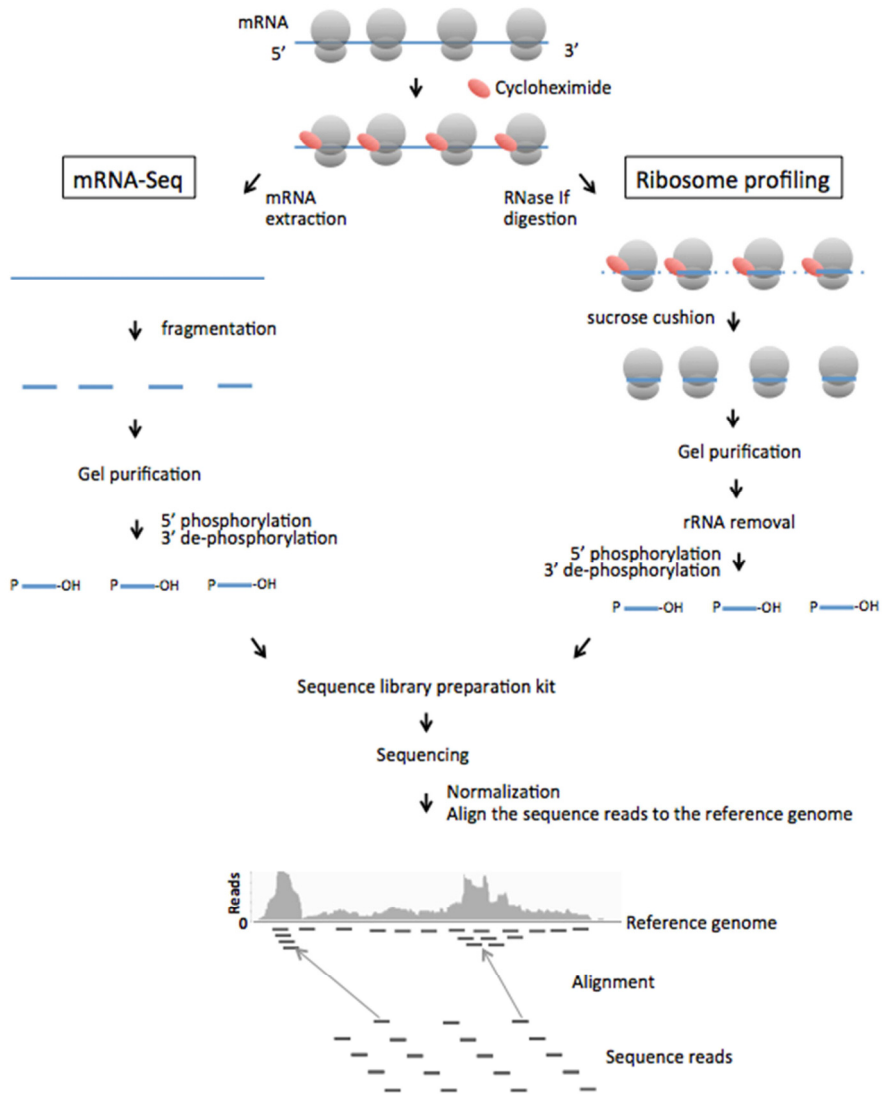 mRNA
5’
3’
Cycloheximide
mRNA-Seq
mRNA
extraction
RNase If
digestion
Ribosome profiling
fragmentation
sucrose cushion
Gel purification
Gel purification
rRNA removal
5’ phosphorylation
3’ de-phosphorylation
5’ phosphorylation
3’ de-phosphorylation
P -OH P -OH P -OH
P -OH P -OH P -OH
Sequence library preparation kit
Sequencing
Normalization
Align the sequence reads to the reference genome
Reads
0
Reference genome
Alignment
Sequence reads